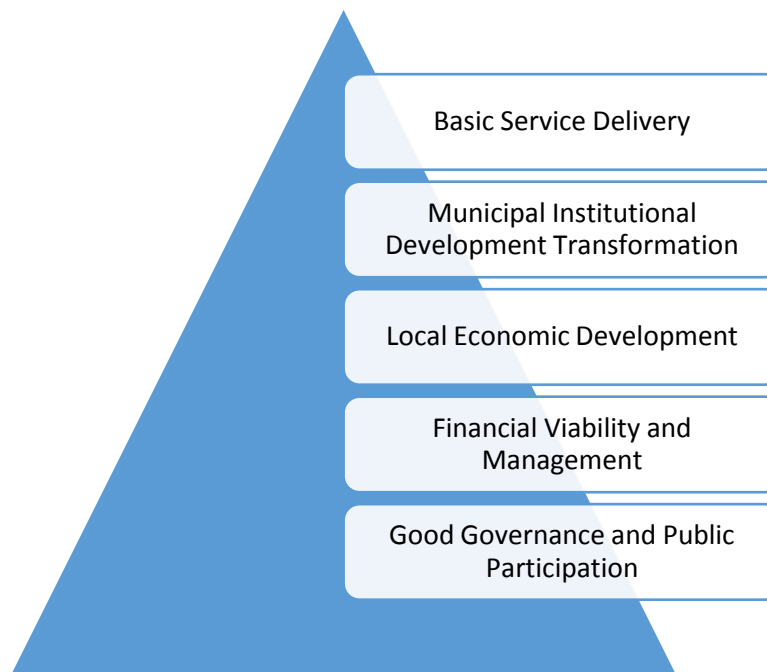 Basic Service Delivery
Municipal Institutional
Development Transformation
Local Economic Development
Financial Viability and
Management
Good Governance and Public
Participation